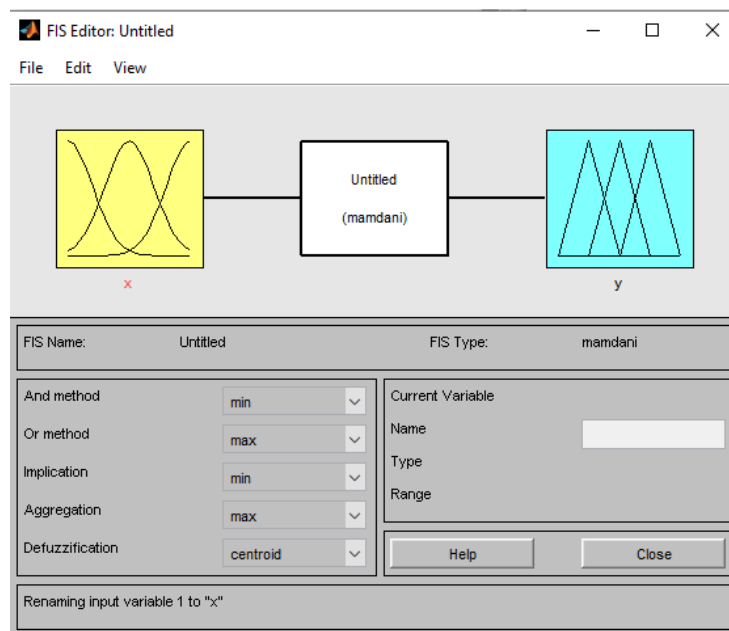 FIS Editor: Untitled
File Edit View
Untitled
(mamdani)
x
y
FIS Name: Untitled FIS Type: mamdani
And method min
Or method max
Implication min
Aggregation max
Defuzzification centroid
Current Variable
Name
Type
Range
Help Close
Renaming input variable 1 to "x"